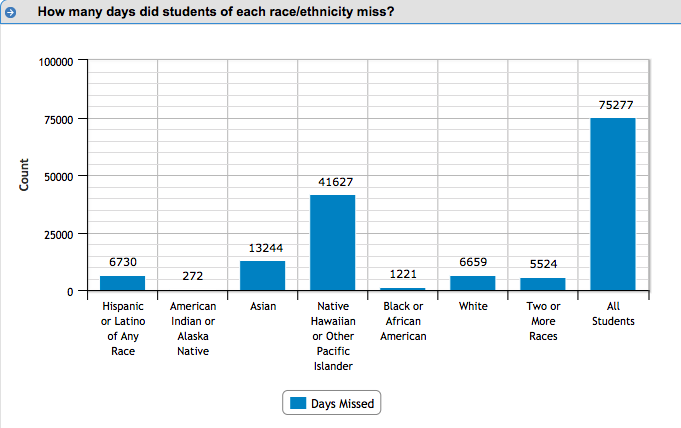 How many days did students of each race/ethnicity miss?
100000
75000
50000
25000
0
Count
6730
272
13244
41627
1221
6659
5524
75277
Hispanic
or Latino
of Any
Race
American
Indian or
Alaska
Native
Asian
Native
Hawaiian
or Other
Pacific
Islander
Black or
African
American
White
Two or
More
Races
All
Students
Days Missed